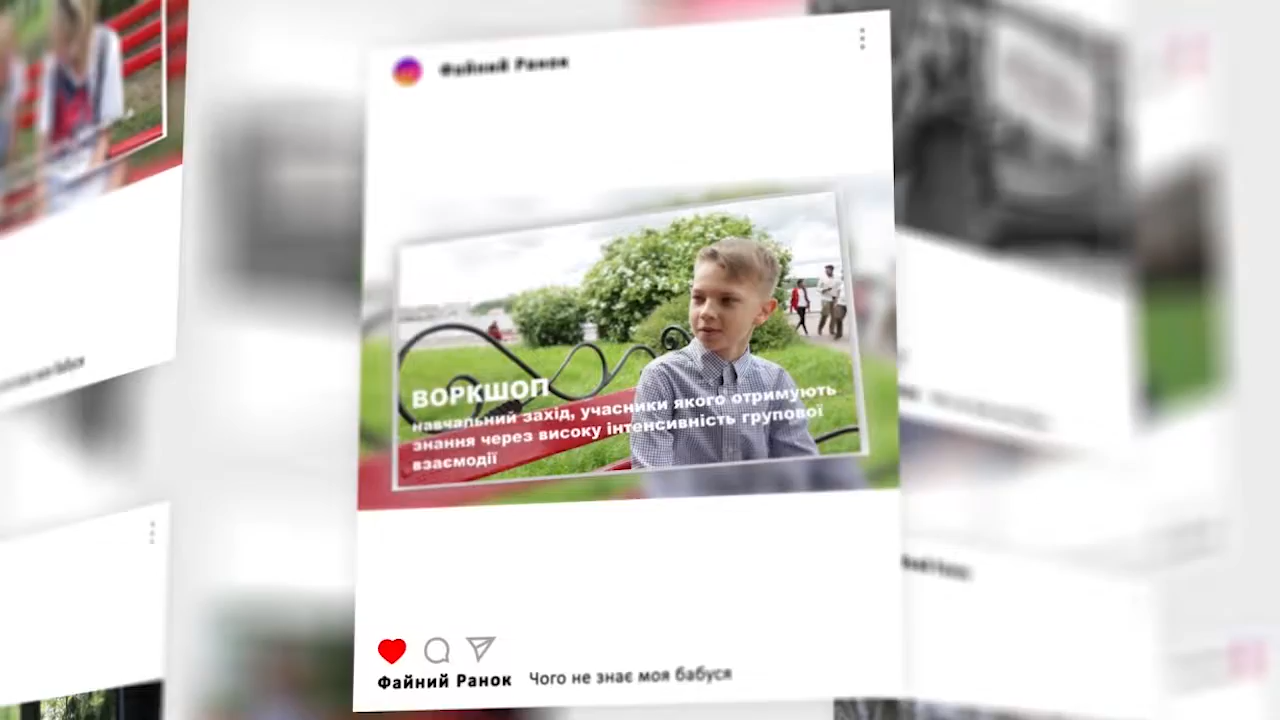 Файний Ранок
ВОРКШОП
навчальний захід, учасники якого отримують
знання через високу інтенсивність групової
взаємодії
Файний Ранок Чого не знає моя бабуся